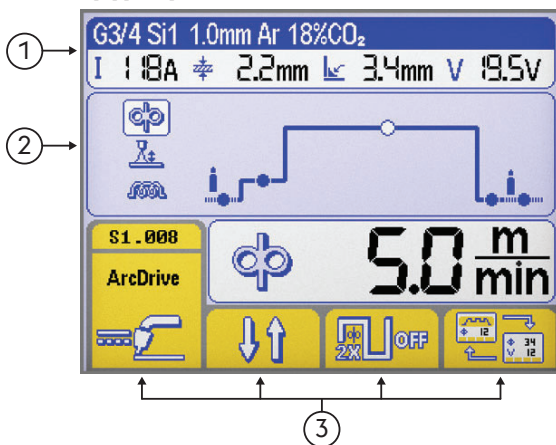 G3/4 Si1 1.0mm Ar 18%CO₂
I 118A 2.2mm 3.4mm V 19.5V
1
2
S1.008
ArcDrive
5.0 m/min
2X OFF
12 34 V 12
3